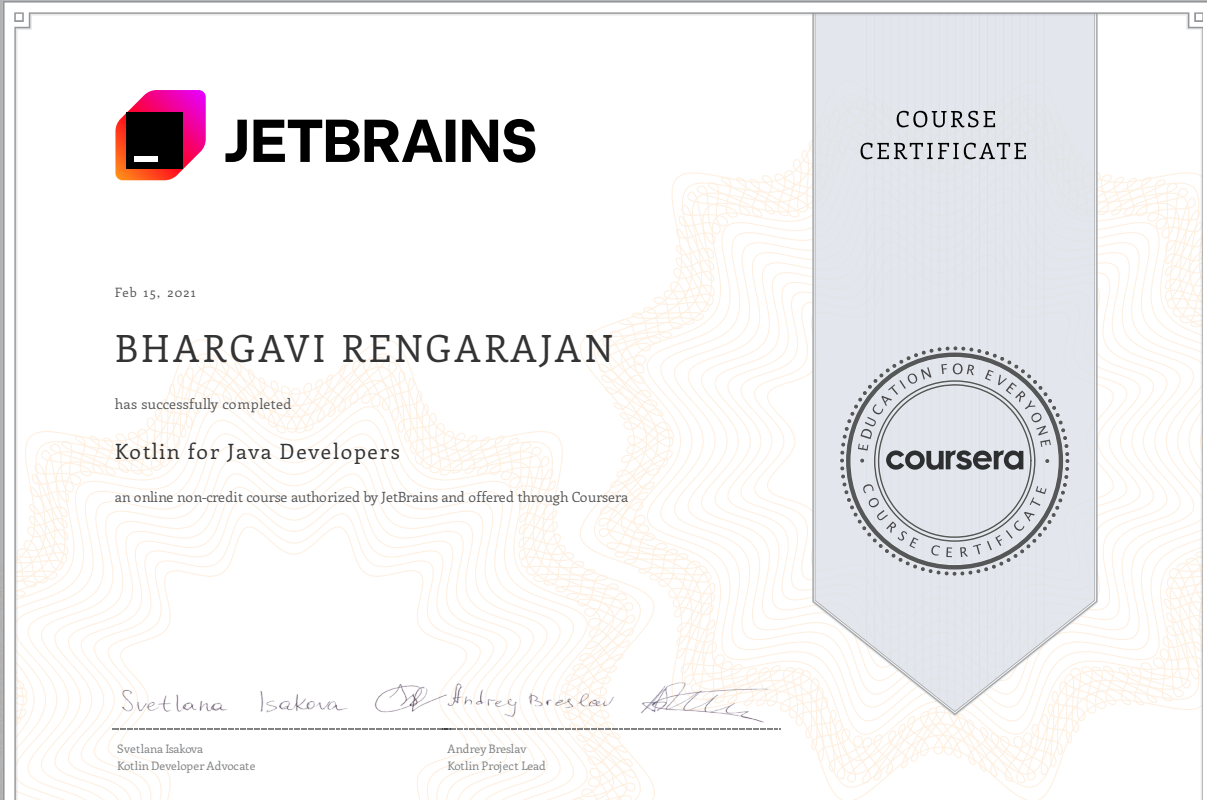 JETBRAINS
COURSE
CERTIFICATE
Feb 15, 2021
BHARGAVI RENGARAJAN
has successfully completed
Kotlin for Java Developers
an online non-credit course authorized by JetBrains and offered through Coursera
EDUCATION FOR EVERYONE
coursera
COURSE CERTIFICATE
Svetlana Isakova
Andrey Breslav
Svetlana Isakova
Kotlin Developer Advocate
Andrey Breslav
Kotlin Project Lead